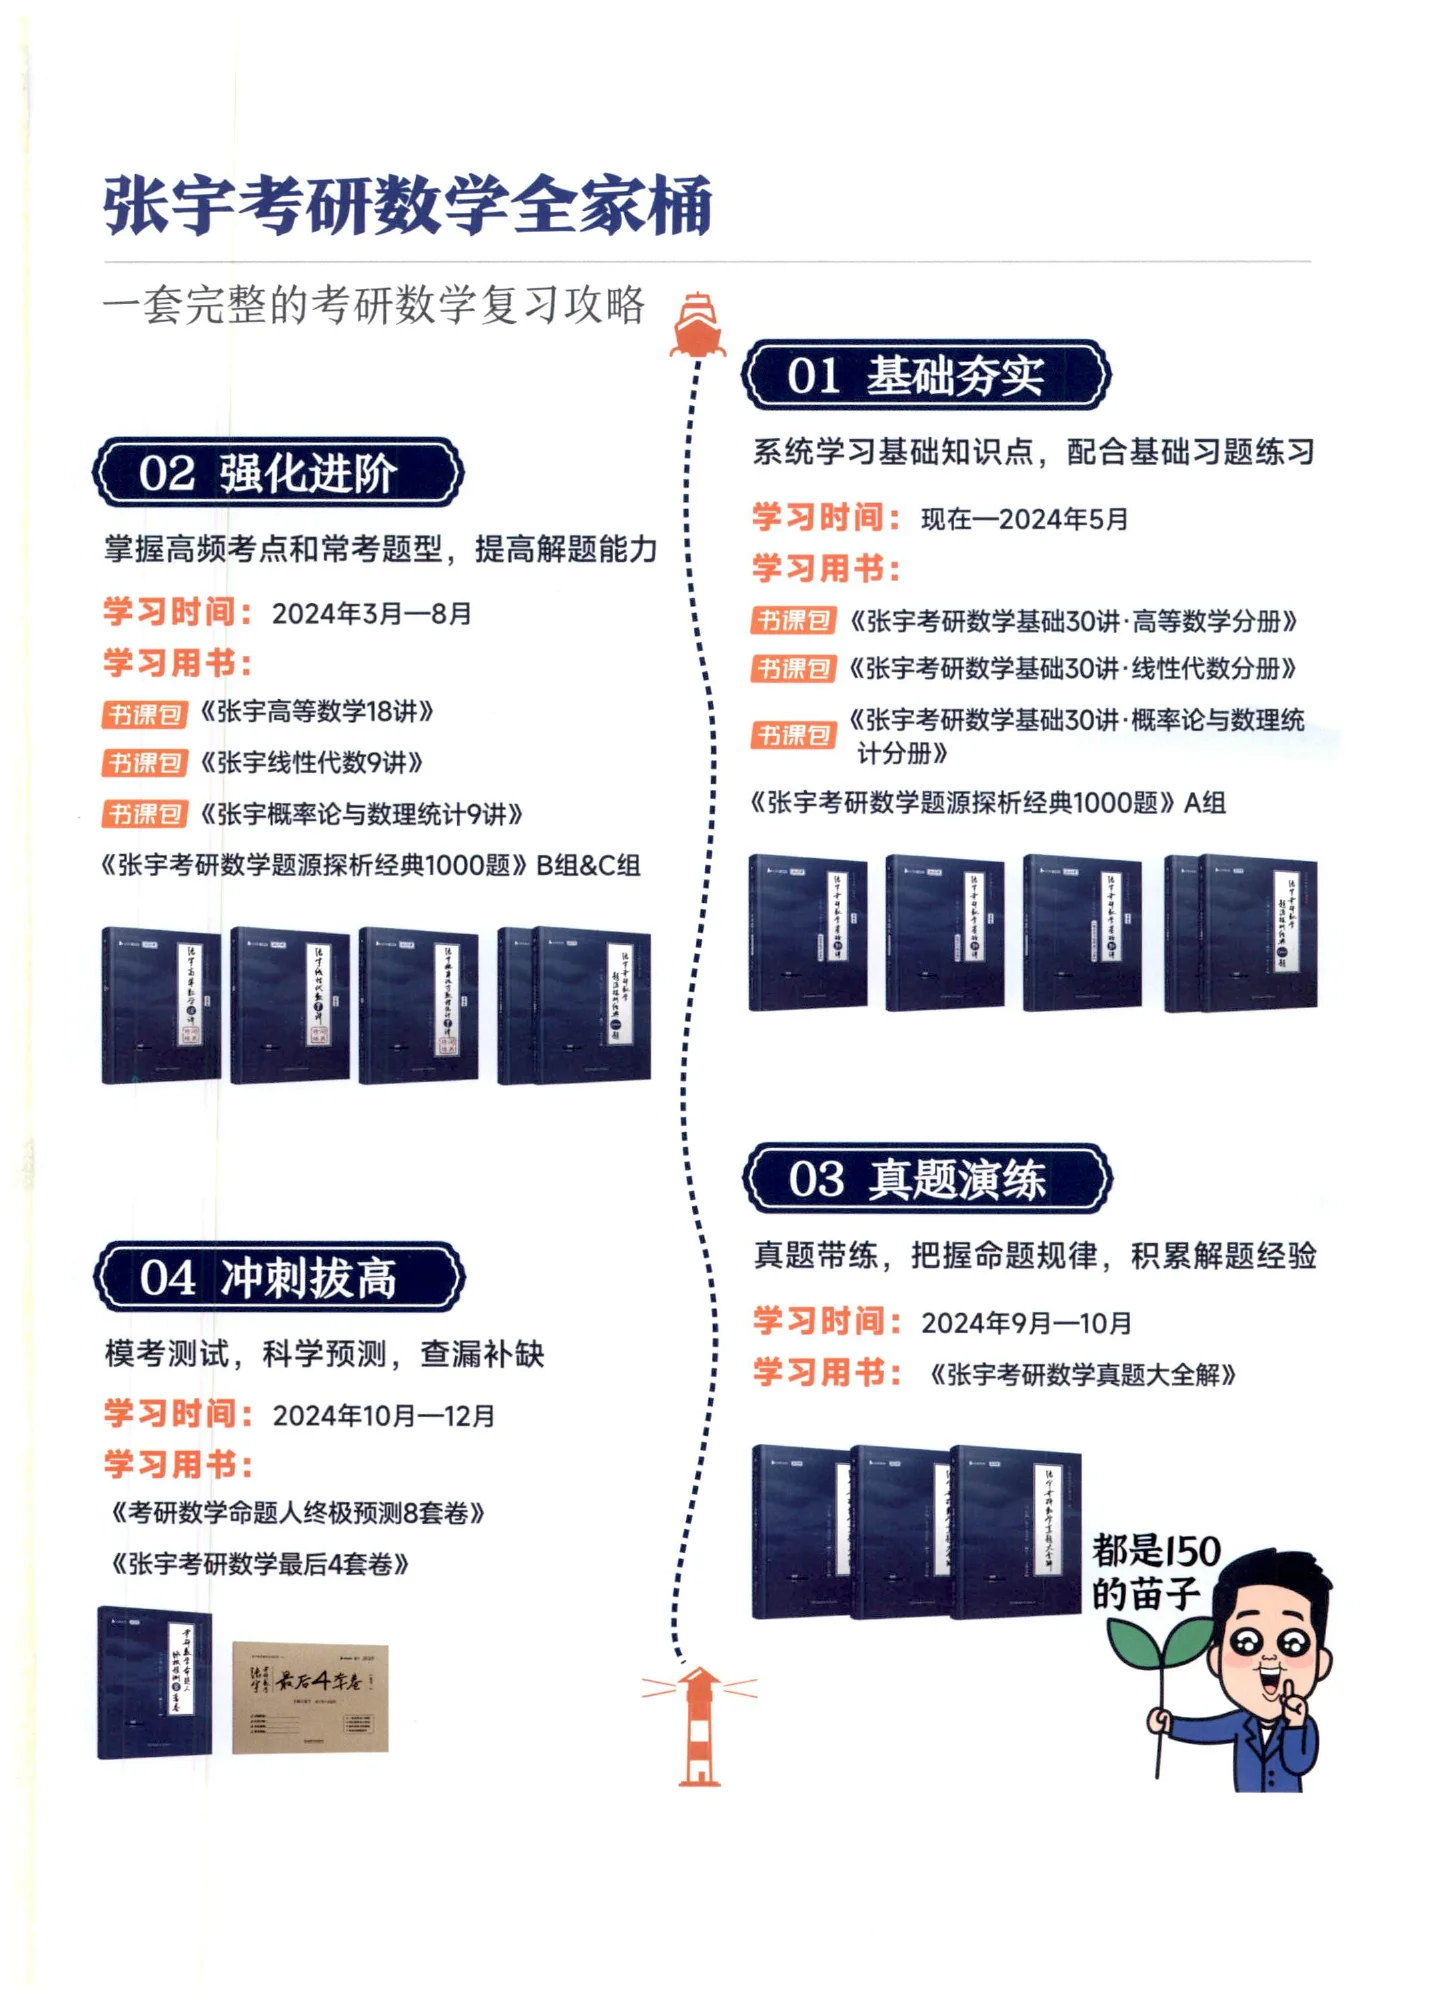 张宇考研数学全家桶
一套完整的考研数学复习攻略
01 基础夯实
系统学习基础知识点，配合基础习题练习
学习时间：现在—2024年5月
学习用书：
书课包《张宇考研数学基础30讲·高等数学分册》
书课包《张宇考研数学基础30讲·线性代数分册》
书课包《张宇考研数学基础30讲·概率论与数理统
计分册》
《张宇考研数学题源探析经典1000题》A组
02 强化进阶
掌握高频考点和常考题型，提高解题能力
学习时间：2024年3月—8月
学习用书：
书课包《张宇高等数学18讲》
书课包《张宇线性代数9讲》
书课包《张宇概率论与数理统计9讲》
《张宇考研数学题源探析经典1000题》B组&C组
03 真题演练
真题带练，把握命题规律，积累解题经验
学习时间：2024年9月—10月
学习用书：《张宇考研数学真题大全解》
04 冲刺拔高
模考测试，科学预测，查漏补缺
学习时间：2024年10月—12月
学习用书：
《考研数学命题人终极预测8套卷》
《张宇考研数学最后4套卷》
最后4套卷
都是150
的苗子